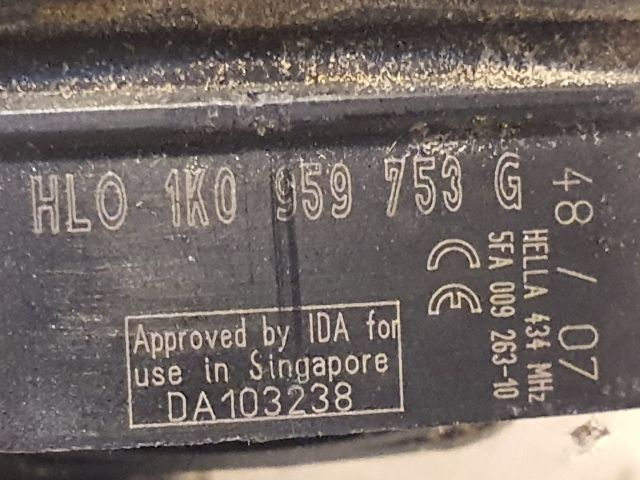 HLO 1K0 959 753 G
48 / 07
HELLA 434 MHz
5FA 009 263-10
CE
Approved by IDA for
use in Singapore
DA103238